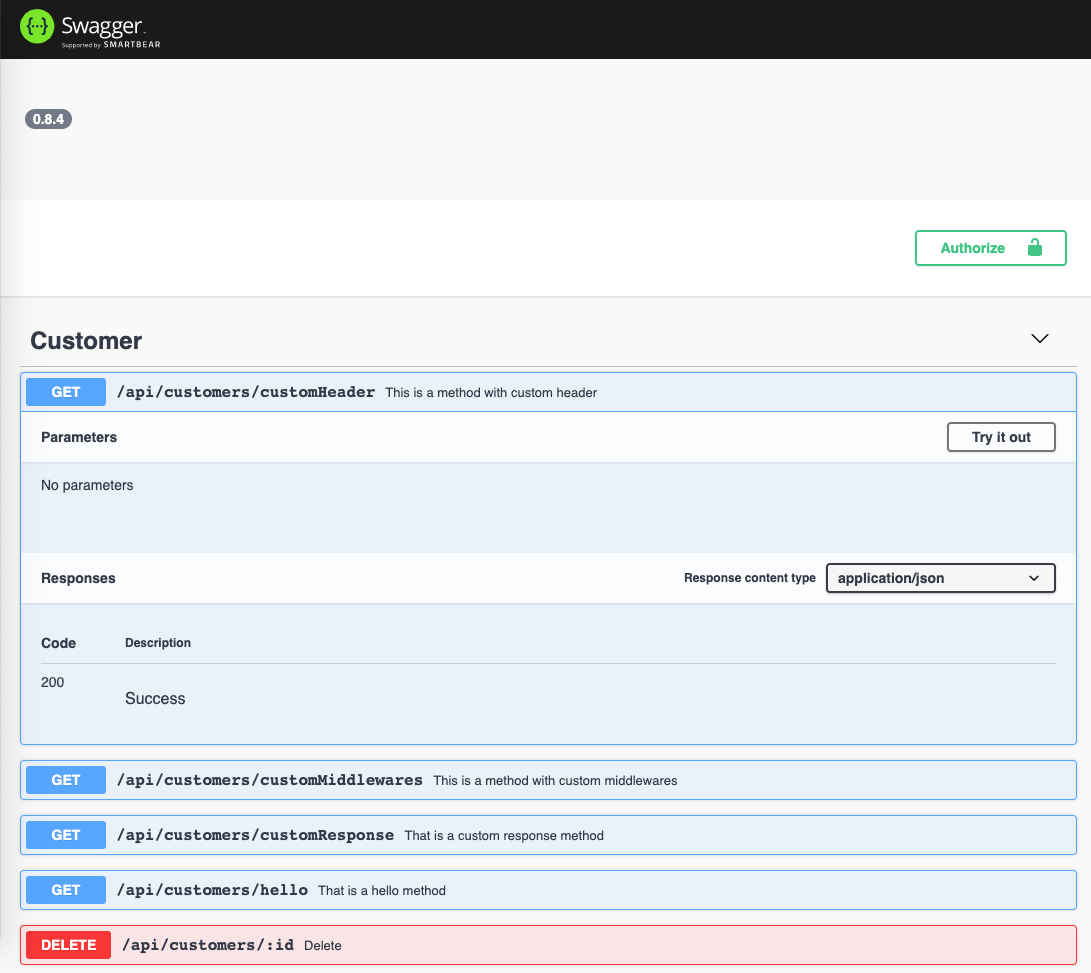 {···} Swagger™
Supported by SMARTBEAR
0.8.4
Authorize
Customer
GET /api/customers/customHeader This is a method with custom header
Parameters Try it out
No parameters
Responses Response content type application/json
Code Description
200
Success
GET /api/customers/customMiddlewares This is a method with custom middlewares
GET /api/customers/customResponse That is a custom response method
GET /api/customers/hello That is a hello method
DELETE /api/customers/:id Delete